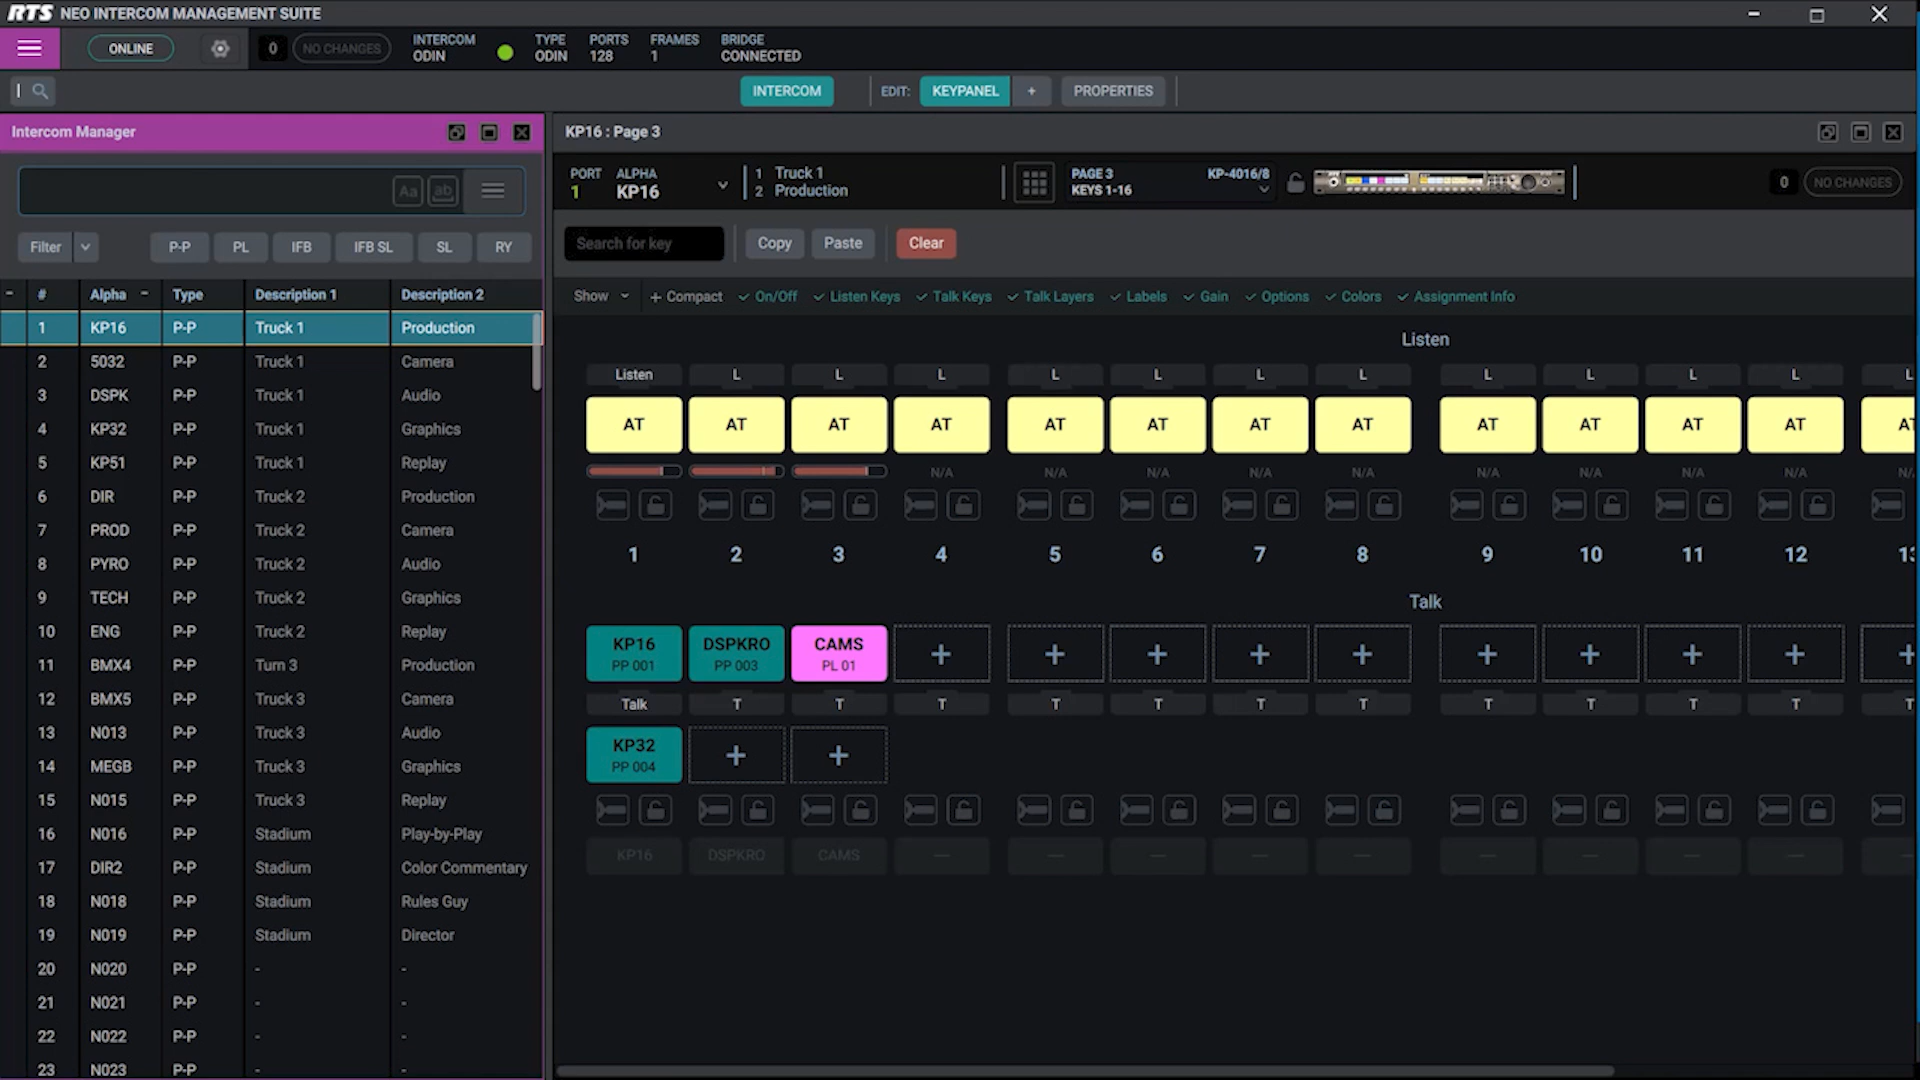 RTS NEO INTERCOM MANAGEMENT SUITE
ONLINE
0 NO CHANGES
INTERCOM
ODIN
TYPE
ODIN
PORTS
128
FRAMES
1
BRIDGE
CONNECTED
INTERCOM
EDIT: KEYPANEL + PROPERTIES
Intercom Manager
Aa ab
Filter P-P PL IFB IFB SL SL RY
- # Alpha - Type Description 1 Description 2
1 KP16 P-P Truck 1 Production
2 5032 P-P Truck 1 Camera
3 DSPK P-P Truck 1 Audio
4 KP32 P-P Truck 1 Graphics
5 KP51 P-P Truck 1 Replay
6 DIR P-P Truck 2 Production
7 PROD P-P Truck 2 Camera
8 PYRO P-P Truck 2 Audio
9 TECH P-P Truck 2 Graphics
10 ENG P-P Truck 2 Replay
11 BMX4 P-P Turn 3 Production
12 BMX5 P-P Truck 3 Camera
13 N013 P-P Truck 3 Audio
14 MEGB P-P Truck 3 Graphics
15 N015 P-P Truck 3 Replay
16 N016 P-P Stadium Play-by-Play
17 DIR2 P-P Stadium Color Commentary
18 N018 P-P Stadium Rules Guy
19 N019 P-P Stadium Director
20 N020 P-P - -
21 N021 P-P - -
22 N022 P-P - -
23 N023 P-P - -
KP16 : Page 3
PORT
1
ALPHA
KP16
1 Truck 1
2 Production
PAGE 3
KEYS 1-16
KP-4016/8
0 NO CHANGES
Search for key Copy Paste Clear
Show + Compact On/Off Listen Keys Talk Keys Talk Layers Labels Gain Options Colors Assignment Info
Listen
Listen L L L L L L L L L L L L
AT AT AT AT AT AT AT AT AT AT AT AT AT
N/A N/A N/A N/A N/A N/A N/A N/A N/A N/A
1 2 3 4 5 6 7 8 9 10 11 12 13
Talk
KP16 DSPKRO CAMS + + + + + + + + + +
PP 001 PP 003 PL 01
Talk T T T T T T T T T T T T
KP32 + +
PP 004
KP16 DSPKRO CAMS — — — — — — — — — —